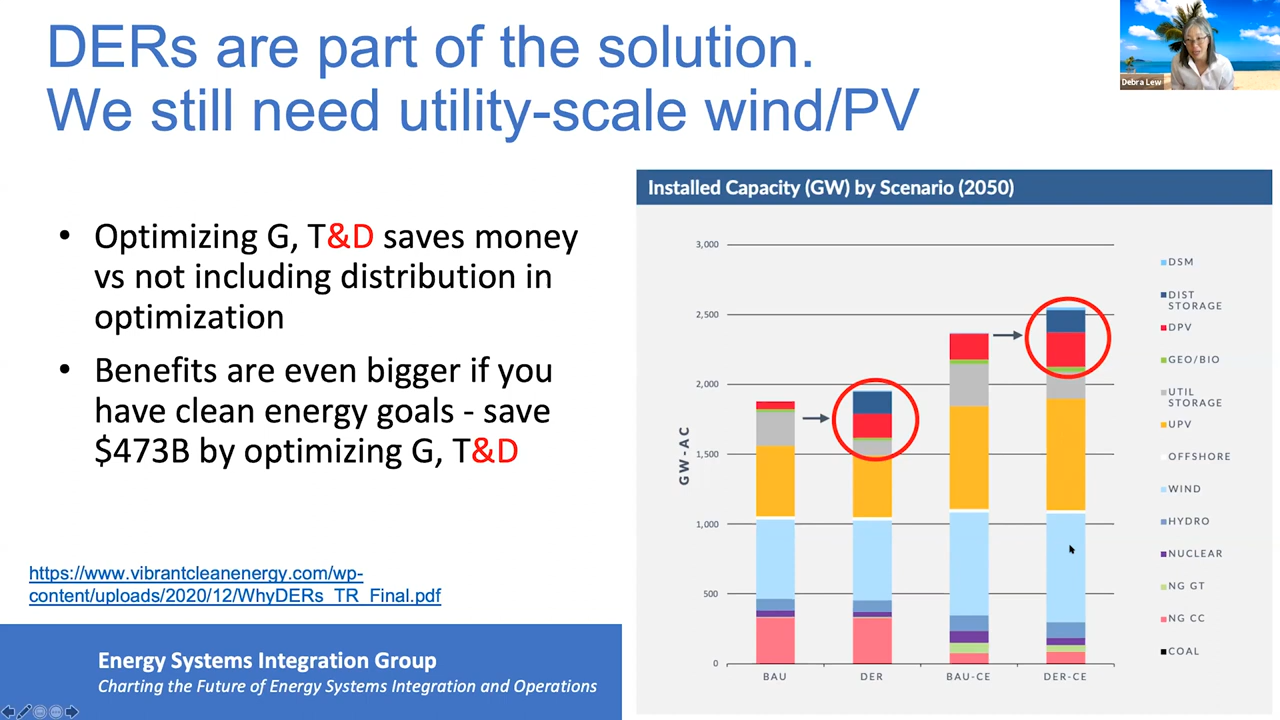 DERs are part of the solution.
We still need utility-scale wind/PV
Debra Lew
• Optimizing G, T&D saves money
vs not including distribution in
optimization
• Benefits are even bigger if you
have clean energy goals - save
$473B by optimizing G, T&D
https://www.vibrantcleanenergy.com/wp-
content/uploads/2020/12/WhyDERs_TR_Final.pdf
Energy Systems Integration Group
Charting the Future of Energy Systems Integration and Operations
Installed Capacity (GW) by Scenario (2050)
GW-AC
3,000
2,500
2,000
1,500
1,000
500
0
BAU
DER
BAU-CE
DER-CE
DSM
DIST
STORAGE
DPV
GEO/BIO
UTIL
STORAGE
UPV
OFFSHORE
WIND
HYDRO
NUCLEAR
NG GT
NG CC
COAL